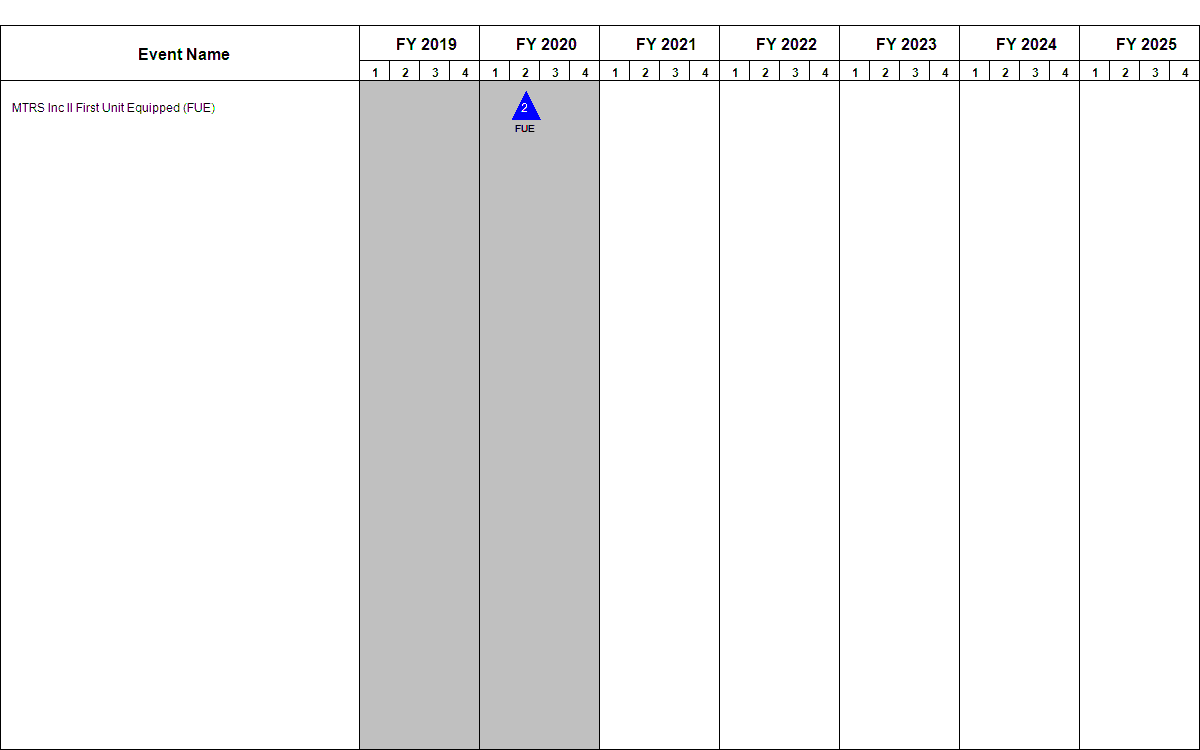 Event Name
FY 2019 FY 2020 FY 2021 FY 2022 FY 2023 FY 2024 FY 2025
1 2 3 4 1 2 3 4 1 2 3 4 1 2 3 4 1 2 3 4 1 2 3 4 1 2 3 4
MTRS Inc II First Unit Equipped (FUE)
2
FUE